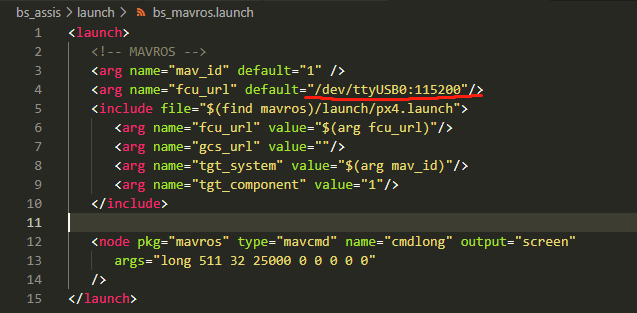 bs_assis > launch > bs_mavros.launch
1 <launch>
2 <!-- MAVROS -->
3 <arg name="mav_id" default="1" />
4 <arg name="fcu_url" default="/dev/ttyUSB0:115200"/>
5 <include file="$(find mavros)/launch/px4.launch">
6 <arg name="fcu_url" value="$(arg fcu_url)"/>
7 <arg name="gcs_url" value=""/>
8 <arg name="tgt_system" value="$(arg mav_id)"/>
9 <arg name="tgt_component" value="1"/>
10 </include>
11
12 <node pkg="mavros" type="mavcmd" name="cmdlong" output="screen"
13 args="long 511 32 25000 0 0 0 0 0"
14 />
15 </launch>